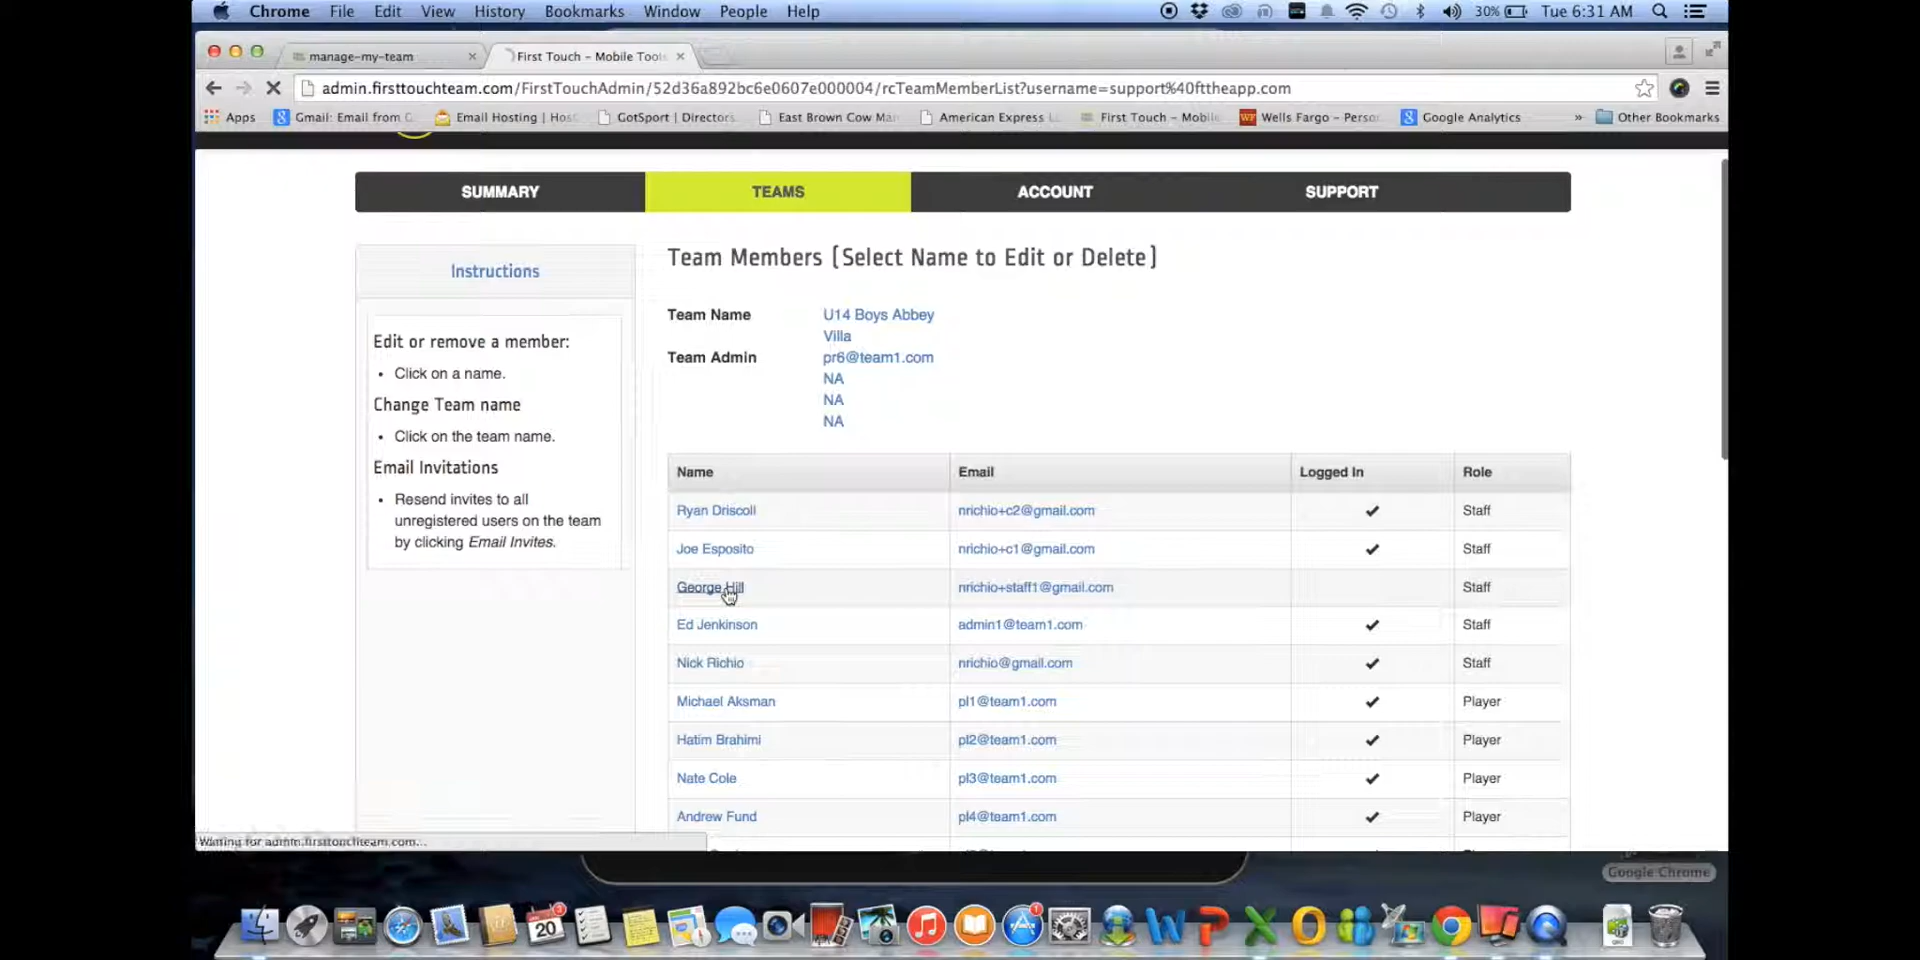 Chrome File Edit View History Bookmarks Window People Help 30% Tue 6:31 AM
manage-my-team First Touch - Mobile Tools
admin.firsttouchteam.com/FirstTouchAdmin/52d36a892bc6e0607e000004/rcTeamMemberList?username=support%40fttheapp.com
Apps Gmail: Email from G Email Hosting | Hos GotSport | Directors East Brown Cow Ma American Express L First Touch - Mobile Wells Fargo - Perso Google Analytics » Other Bookmarks
SUMMARY TEAMS ACCOUNT SUPPORT
Instructions
Edit or remove a member:
• Click on a name.
Change Team name
• Click on the team name.
Email Invitations
• Resend invites to all
unregistered users on the team
by clicking Email Invites.
Team Members [Select Name to Edit or Delete]
Team Name U14 Boys Abbey
Villa
Team Admin pr6@team1.com
NA
NA
NA
Name Email Logged In Role
Ryan Driscoll nrichio+c2@gmail.com ✔ Staff
Joe Esposito nrichio+c1@gmail.com ✔ Staff
George Hill nrichio+staff1@gmail.com Staff
Ed Jenkinson admin1@team1.com ✔ Staff
Nick Richio nrichio@gmail.com ✔ Staff
Michael Aksman pl1@team1.com ✔ Player
Hatim Brahimi pl2@team1.com ✔ Player
Nate Cole pl3@team1.com ✔ Player
Andrew Fund pl4@team1.com ✔ Player
Waiting for admin.firsttouchteam.com...
Google Chrome
20